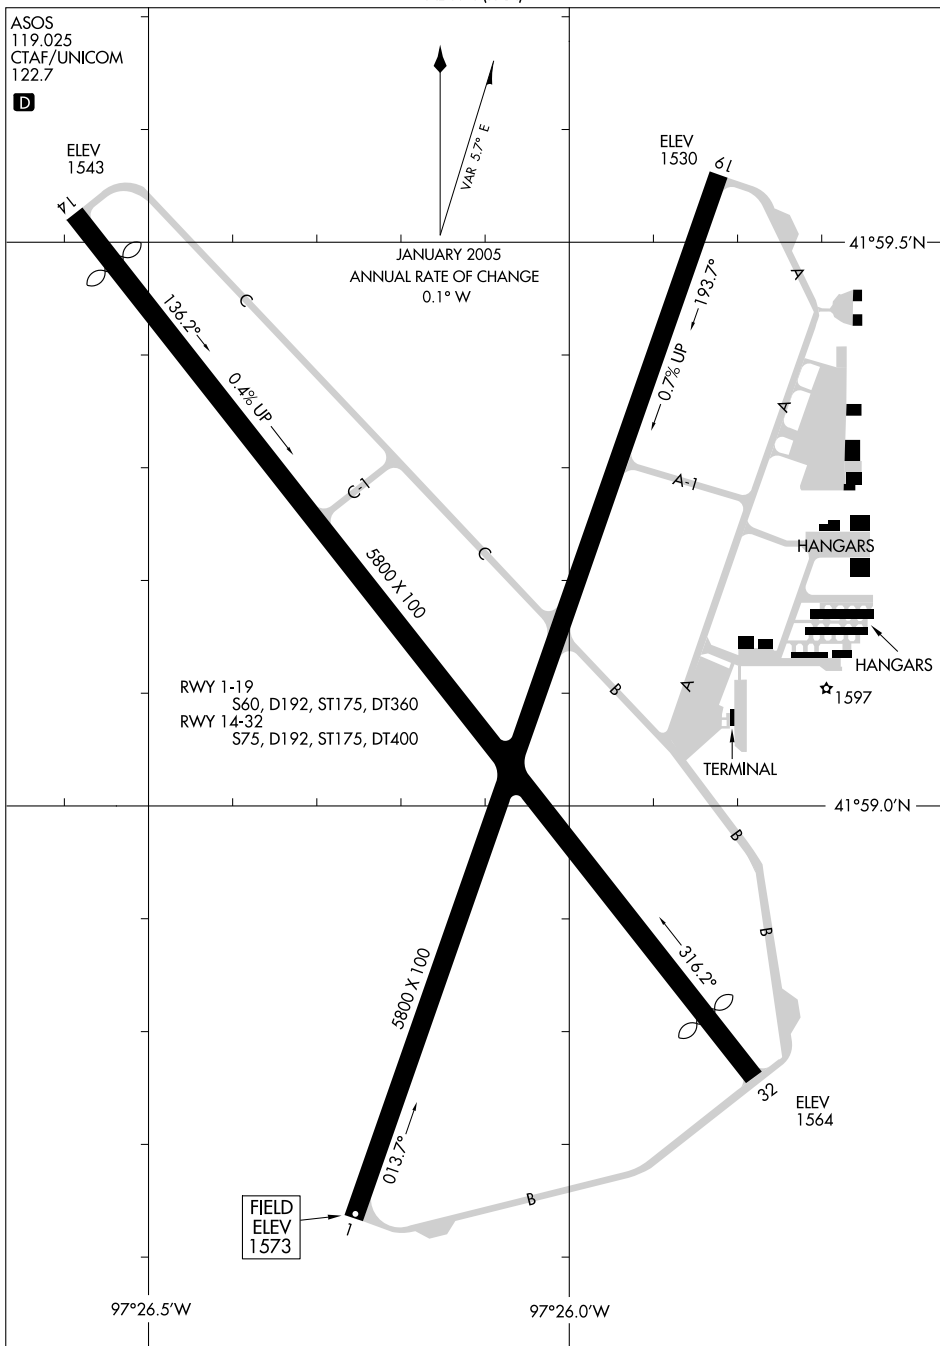 ASOS
119.025
CTAF/UNICOM
122.7
D
ELEV
1543
14
VAR 5.7° E
JANUARY 2005
ANNUAL RATE OF CHANGE
0.1° W
ELEV
1530
19
41°59.5'N
A
193.7°
0.7% UP
136.2°
0.4% UP
C
A
C-1
A-1
C
HANGARS
5800 X 100
HANGARS
RWY 1-19
S60, D192, ST175, DT360
RWY 14-32
S75, D192, ST175, DT400
B
A
1597
TERMINAL
41°59.0'N
B
B
316.2°
5800 X 100
32
ELEV
1564
013.7°
B
FIELD
ELEV
1573
1
97°26.5'W
97°26.0'W